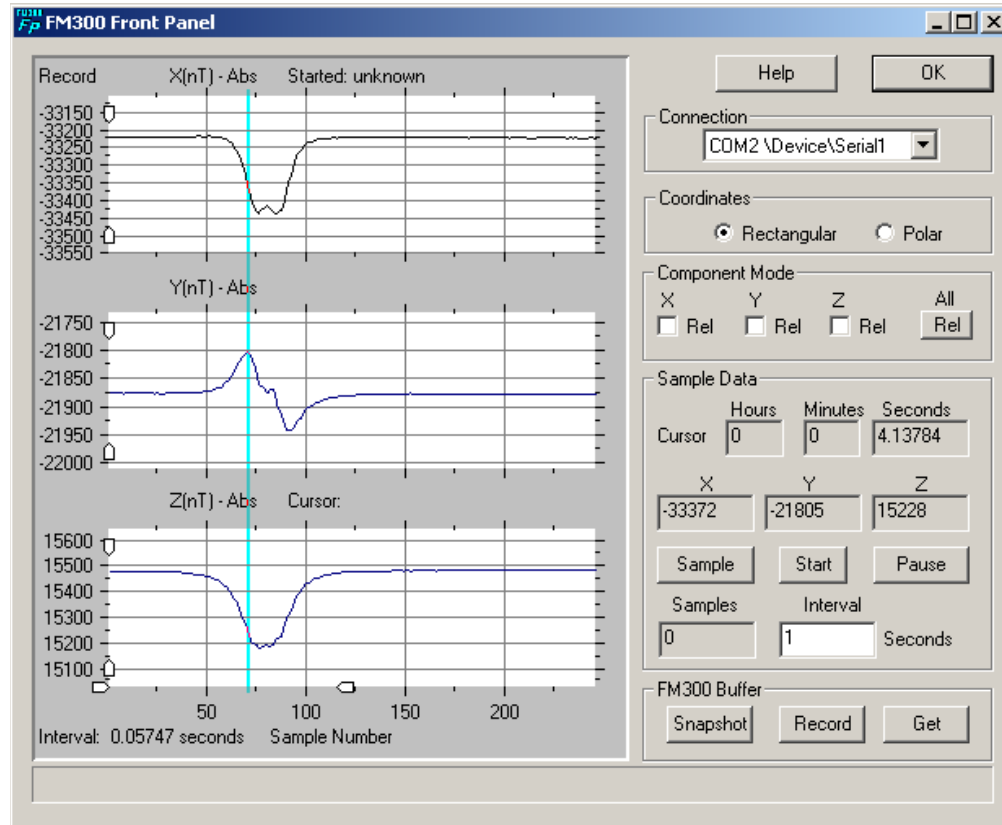 FM300 Fp FM300 Front Panel
Record X(nT) - Abs Started: unknown
-33150
-33200
-33250
-33300
-33350
-33400
-33450
-33500
-33550
Y(nT) - Abs
-21750
-21800
-21850
-21900
-21950
-22000
Z(nT) - Abs Cursor:
15600
15500
15400
15300
15200
15100
50 100 150 200
Interval: 0.05747 seconds Sample Number
Help OK
Connection
COM2 \Device\Serial1
Coordinates
Rectangular Polar
Component Mode
X Y Z All
Rel Rel Rel Rel
Sample Data
Hours Minutes Seconds
Cursor 0 0 4.13784
X Y Z
-33372 -21805 15228
Sample Start Pause
Samples Interval
0 1 Seconds
FM300 Buffer
Snapshot Record Get